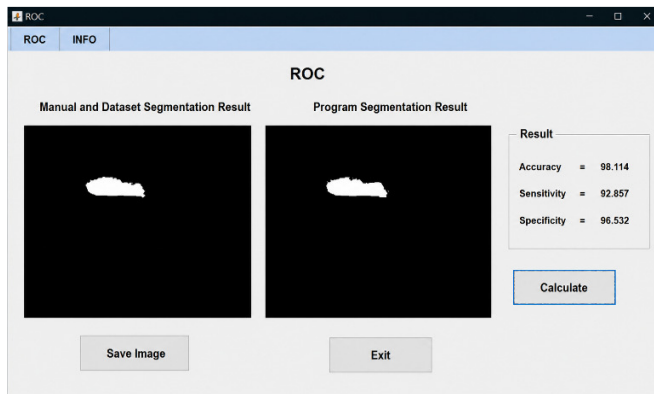 ROC
ROC INFO
ROC
Manual and Dataset Segmentation Result
Program Segmentation Result
Result
Accuracy = 98.114
Sensitivity = 92.857
Specificity = 96.532
Calculate
Save Image
Exit